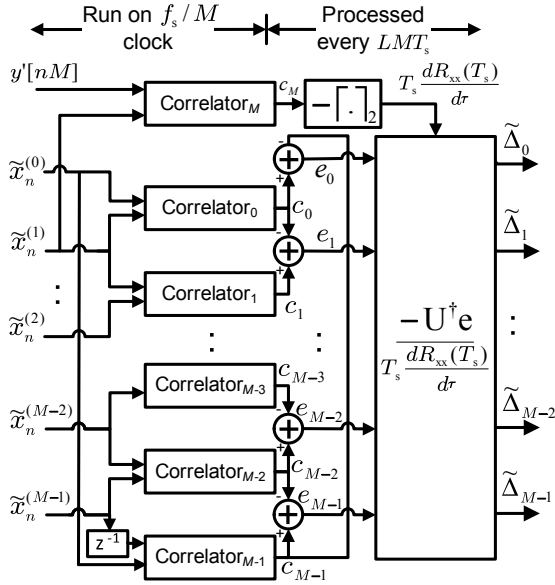 Run on f_s/M clock
Processed every LMT_s
y'[nM]
Correlator_M
c_M
−⌈.⌉_2
T_s dR_xx(T_s)/dτ
x̃_n^(0)
Correlator_0
c_0
- + e_0
Δ̃_0
x̃_n^(1)
- + e_1
Δ̃_1
Correlator_1
c_1
x̃_n^(2)
−U†e / T_s dR_xx(T_s)/dτ
Correlator_M-3
c_M−3
x̃_n^(M−2)
- + e_M−2
Δ̃_M−2
Correlator_M-2
c_M−2
x̃_n^(M−1)
- + e_M−1
Δ̃_M−1
z^-1
Correlator_M-1
c_M−1